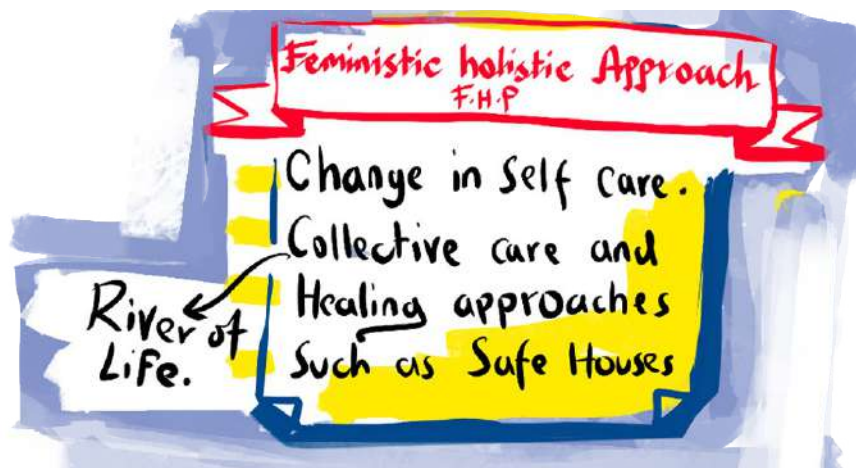 Feministic holistic Approach
F.H.P
Change in Self care.
Collective care and
Healing approaches
Such as Safe Houses
River of
Life.